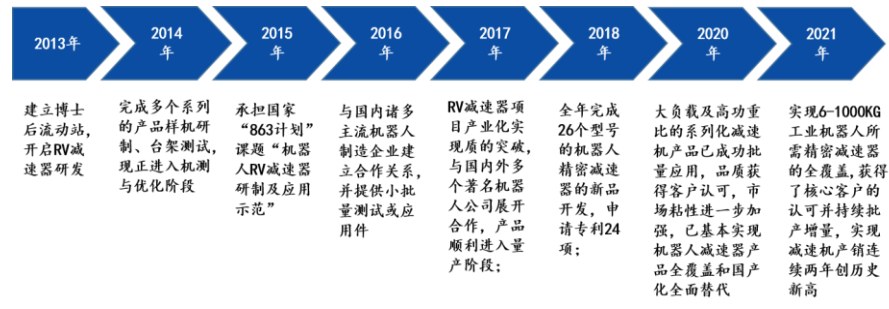 2013年
建立博士
后流动站,
开启RV减
速器研发
2014
年
完成多个系列
的产品样机研
制、台架测试,
现正进入机测
与优化阶段
2015
年
承担国家
“863计划”
课题“机器
人RV减速器
研制及应用
示范”
2016
年
与国内诸多
主流机器人
制造企业建
立合作关系,
并提供小批
量测试或应
用件
2017
年
RV减速器项
目产业化实
现质的突破,
与国内外多
个著名机器
人公司展开
合作，产品
顺利进入量
产阶段;
2018
年
全年完成
26个型号
的机器人
精密减速
器的新品
开发，申
请专利24
项;
2020
年
大负载及高功重
比的系列化减速
机产品已成功批
量应用，品质获
得客户认可，市
场粘性进一步加
强，已基本实现
机器人减速器产
品全覆盖和国产
化全面替代
2021
年
实现6-1000KG
工业机器人所
需精密减速器
的全覆盖,获得
了核心客户的
认可并持续批
产增量，实现
减速机产销连
续两年创历史
新高